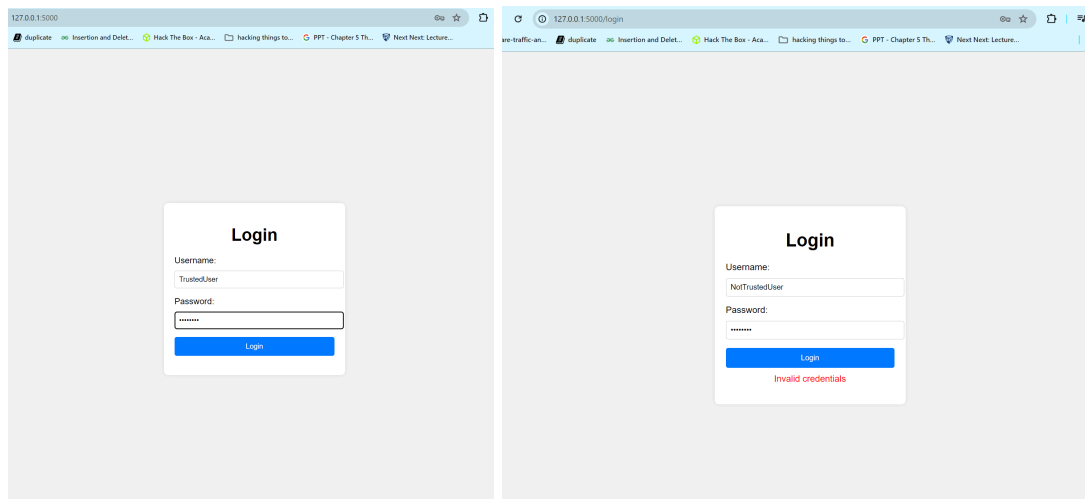 127.0.0.1:5000
duplicate Insertion and Delet... Hack The Box - Aca... hacking things to... PPT - Chapter 5 Th... Next Next: Lecture...
Login
Username:
TrustedUser
Password:
••••••••
Login
127.0.0.1:5000/login
are-traffic-an... duplicate Insertion and Delet... Hack The Box - Aca... hacking things to... PPT - Chapter 5 Th... Next Next: Lecture...
Login
Username:
NotTrustedUser
Password:
••••••••
Login
Invalid credentials